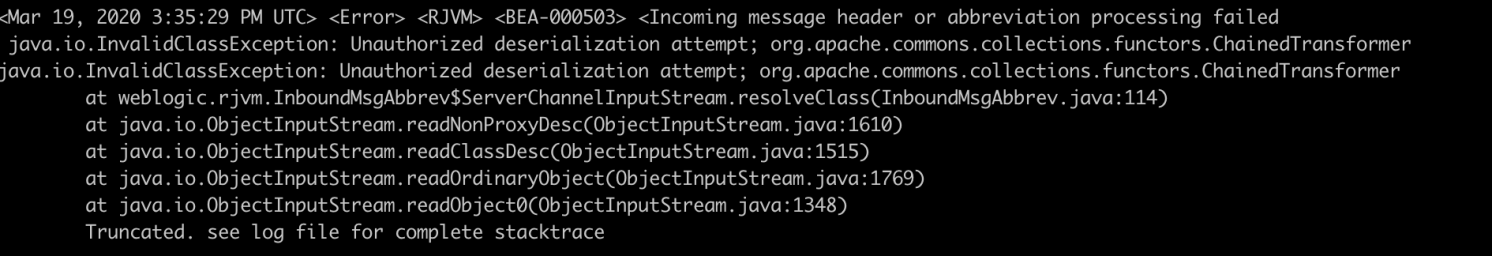 <Mar 19, 2020 3:35:29 PM UTC> <Error> <RJVM> <BEA-000503> <Incoming message header or abbreviation processing failed
java.io.InvalidClassException: Unauthorized deserialization attempt; org.apache.commons.collections.functors.ChainedTransformer
java.io.InvalidClassException: Unauthorized deserialization attempt; org.apache.commons.collections.functors.ChainedTransformer
at weblogic.rjvm.InboundMsgAbbrev$ServerChannelInputStream.resolveClass(InboundMsgAbbrev.java:114)
at java.io.ObjectInputStream.readNonProxyDesc(ObjectInputStream.java:1610)
at java.io.ObjectInputStream.readClassDesc(ObjectInputStream.java:1515)
at java.io.ObjectInputStream.readOrdinaryObject(ObjectInputStream.java:1769)
at java.io.ObjectInputStream.readObject0(ObjectInputStream.java:1348)
Truncated. see log file for complete stacktrace